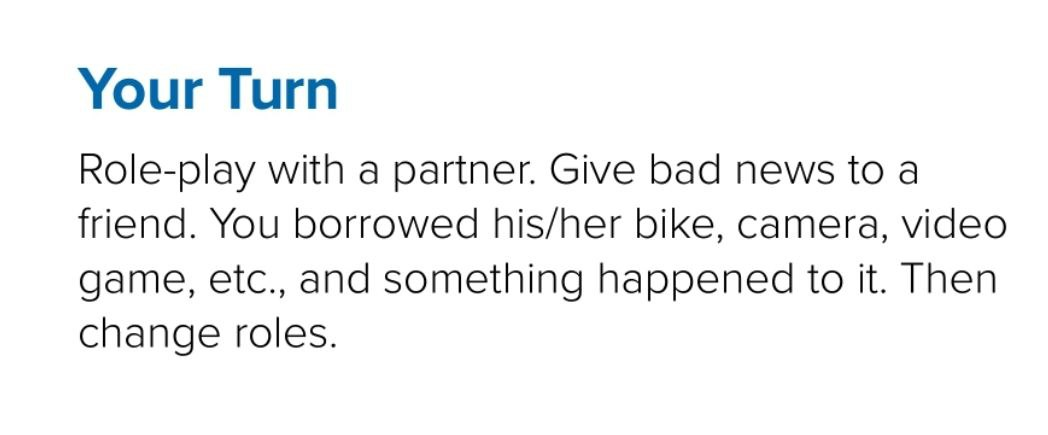 Your Turn
Role-play with a partner. Give bad news to a
friend. You borrowed his/her bike, camera, video
game, etc., and something happened to it. Then
change roles.